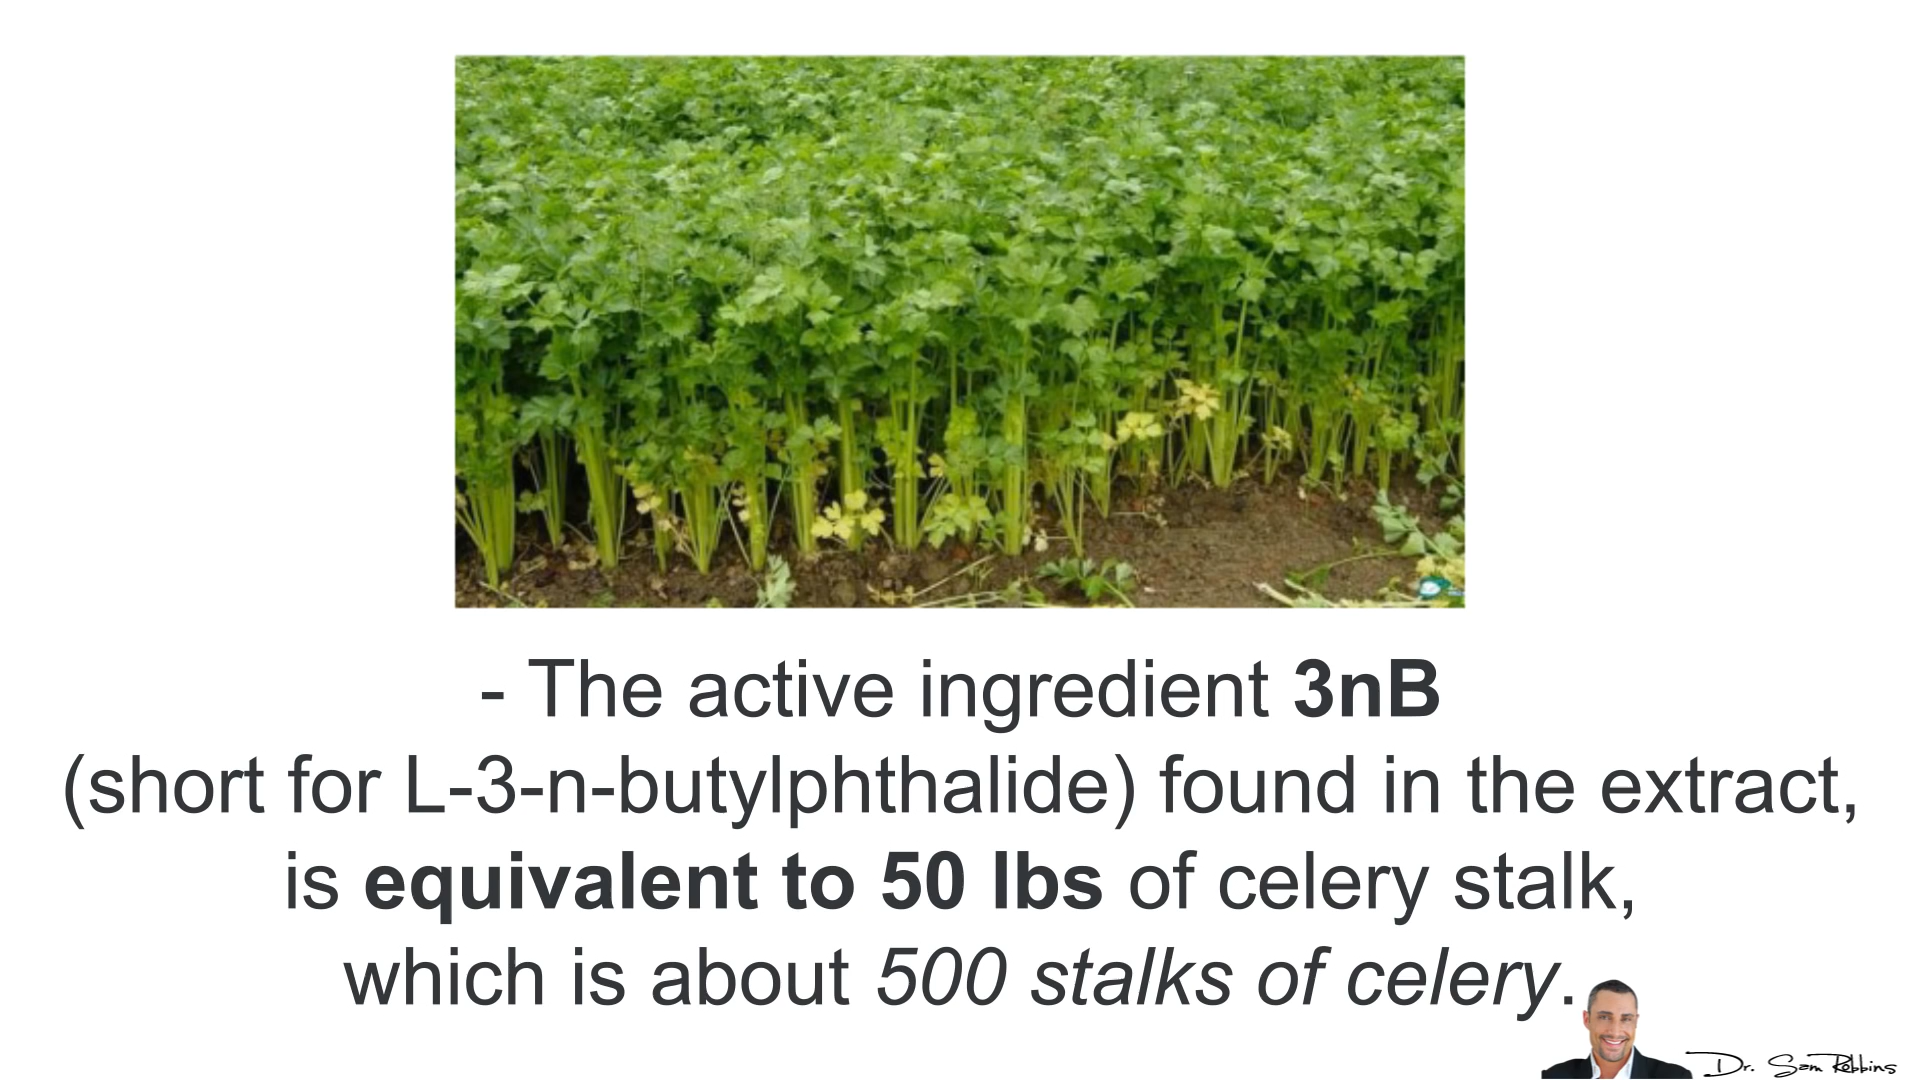 - The active ingredient 3nB
(short for L-3-n-butylphthalide) found in the extract,
is equivalent to 50 lbs of celery stalk,
which is about 500 stalks of celery.
Dr. Sam Robbins